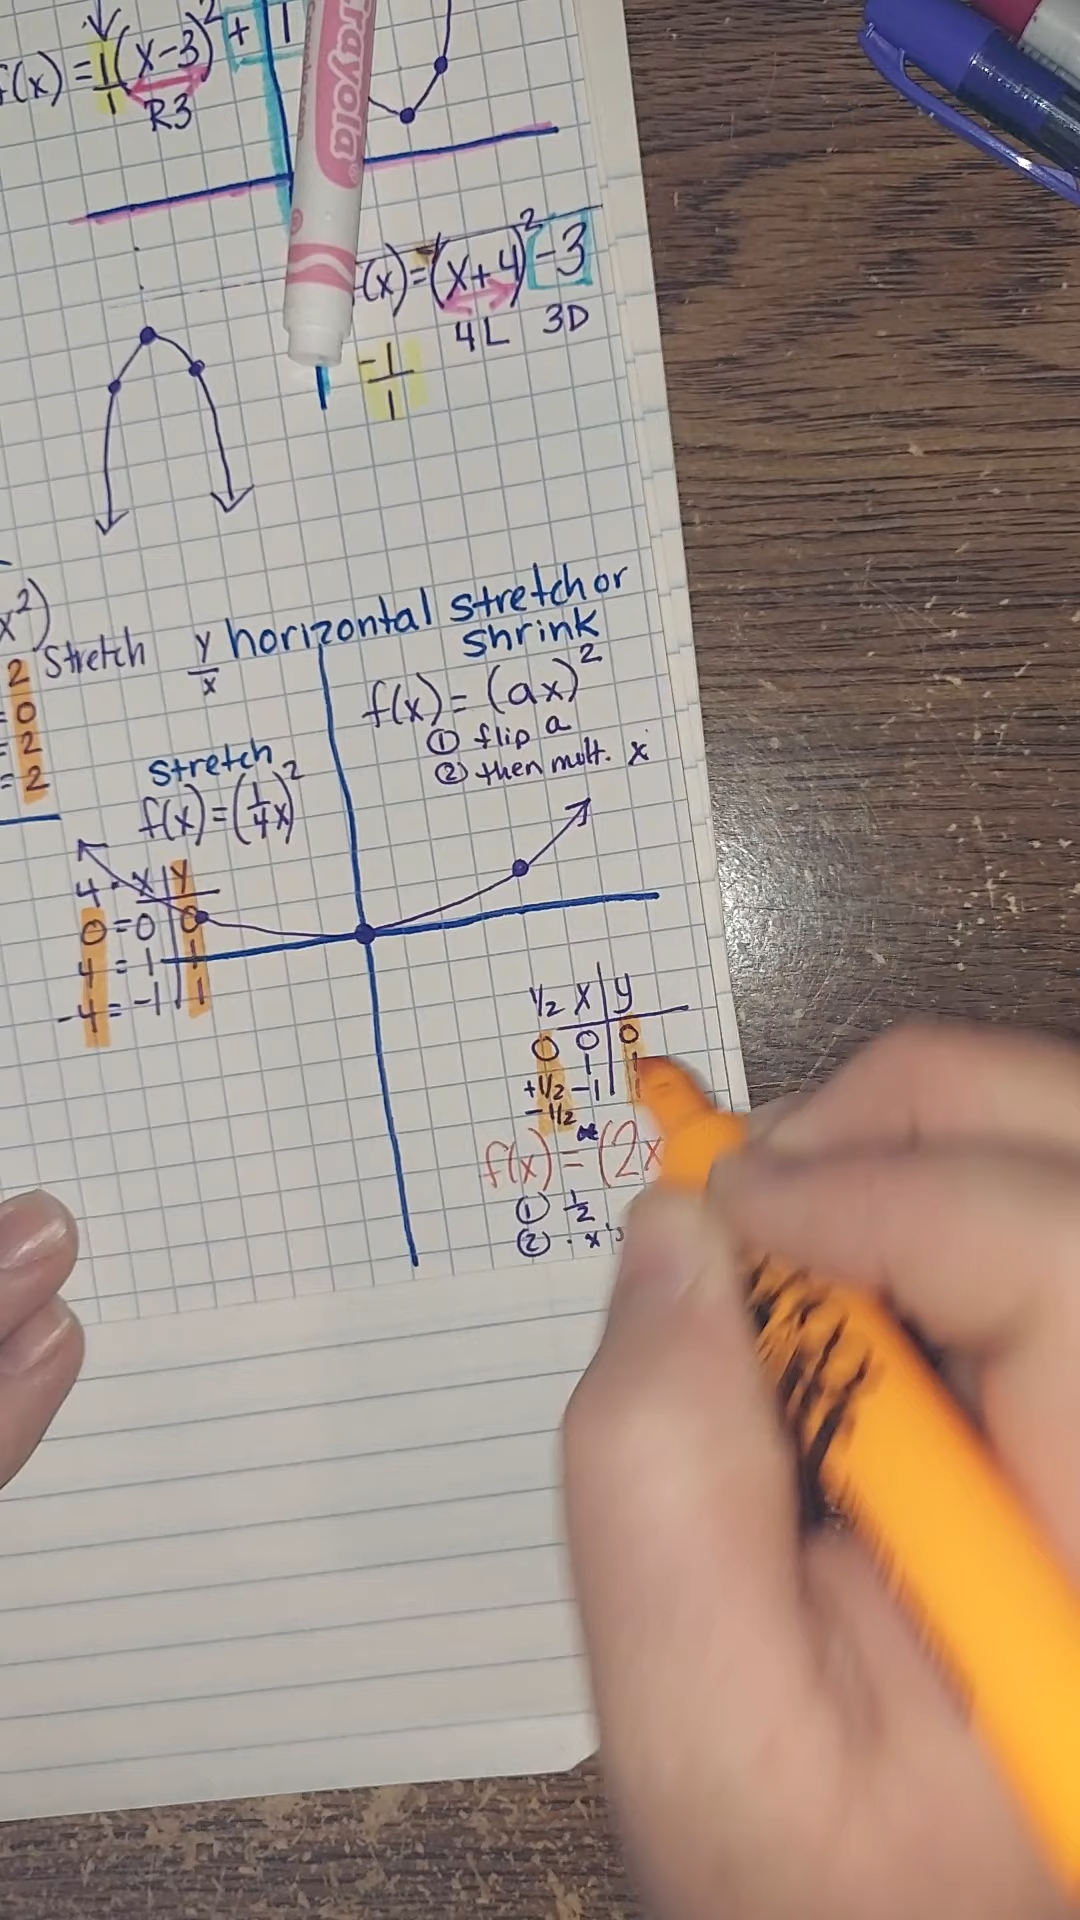 f(x) = 1/1 (x-3)² + 1
R3
rayola
(x) = -(x+4)² -3
4L 3D
-1/1
x²)
2 Stretch y/x
= 0
= 2
= 2
horizontal stretch or
shrink
f(x) = (ax)²
① flip a
② then mult. x
stretch
f(x) = (1/4x)²
4 · x | y
0 = 0 | 0
4 = 1 | 1
-4 = -1 | 1
1/2 x | y
0 0 | 0
1 | 1
+1/2 -1 | 1
-1/2
f(x) = (2x
① 1/2
② · x's